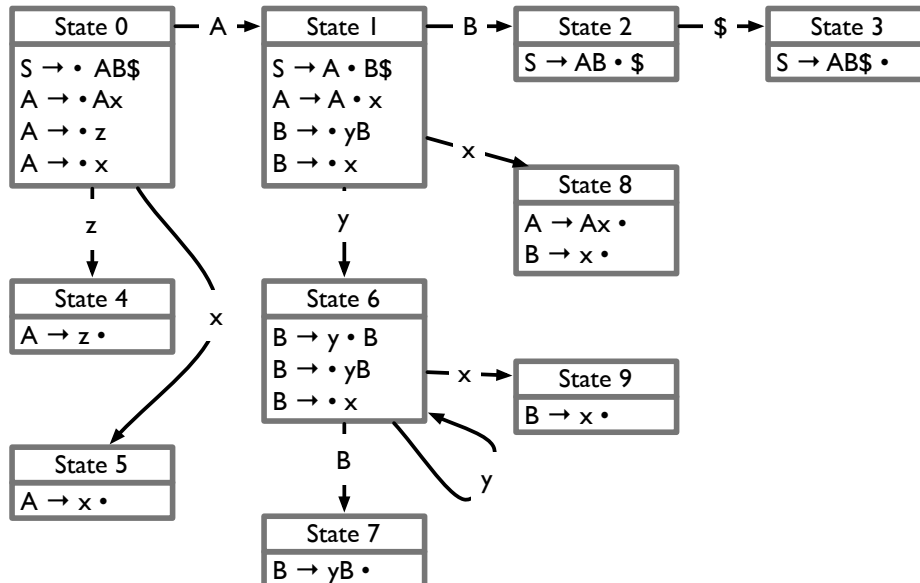 State 0
S → • AB$
A → • Ax
A → • z
A → • x
A
State 1
S → A • B$
A → A • x
B → • yB
B → • x
B
State 2
S → AB • $
$
State 3
S → AB$ •
x
State 8
A → Ax •
B → x •
z
y
x
State 4
A → z •
State 6
B → y • B
B → • yB
B → • x
x
State 9
B → x •
State 5
A → x •
B
y
State 7
B → yB •